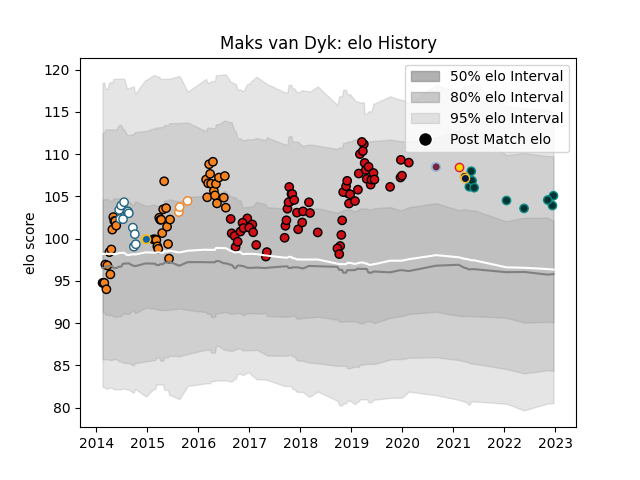 Maks van Dyk: elo History
elo score
120
115
110
105
100
95
90
85
80
50% elo Interval
80% elo Interval
95% elo Interval
Post Match elo
2014 2015 2016 2017 2018 2019 2020 2021 2022 2023